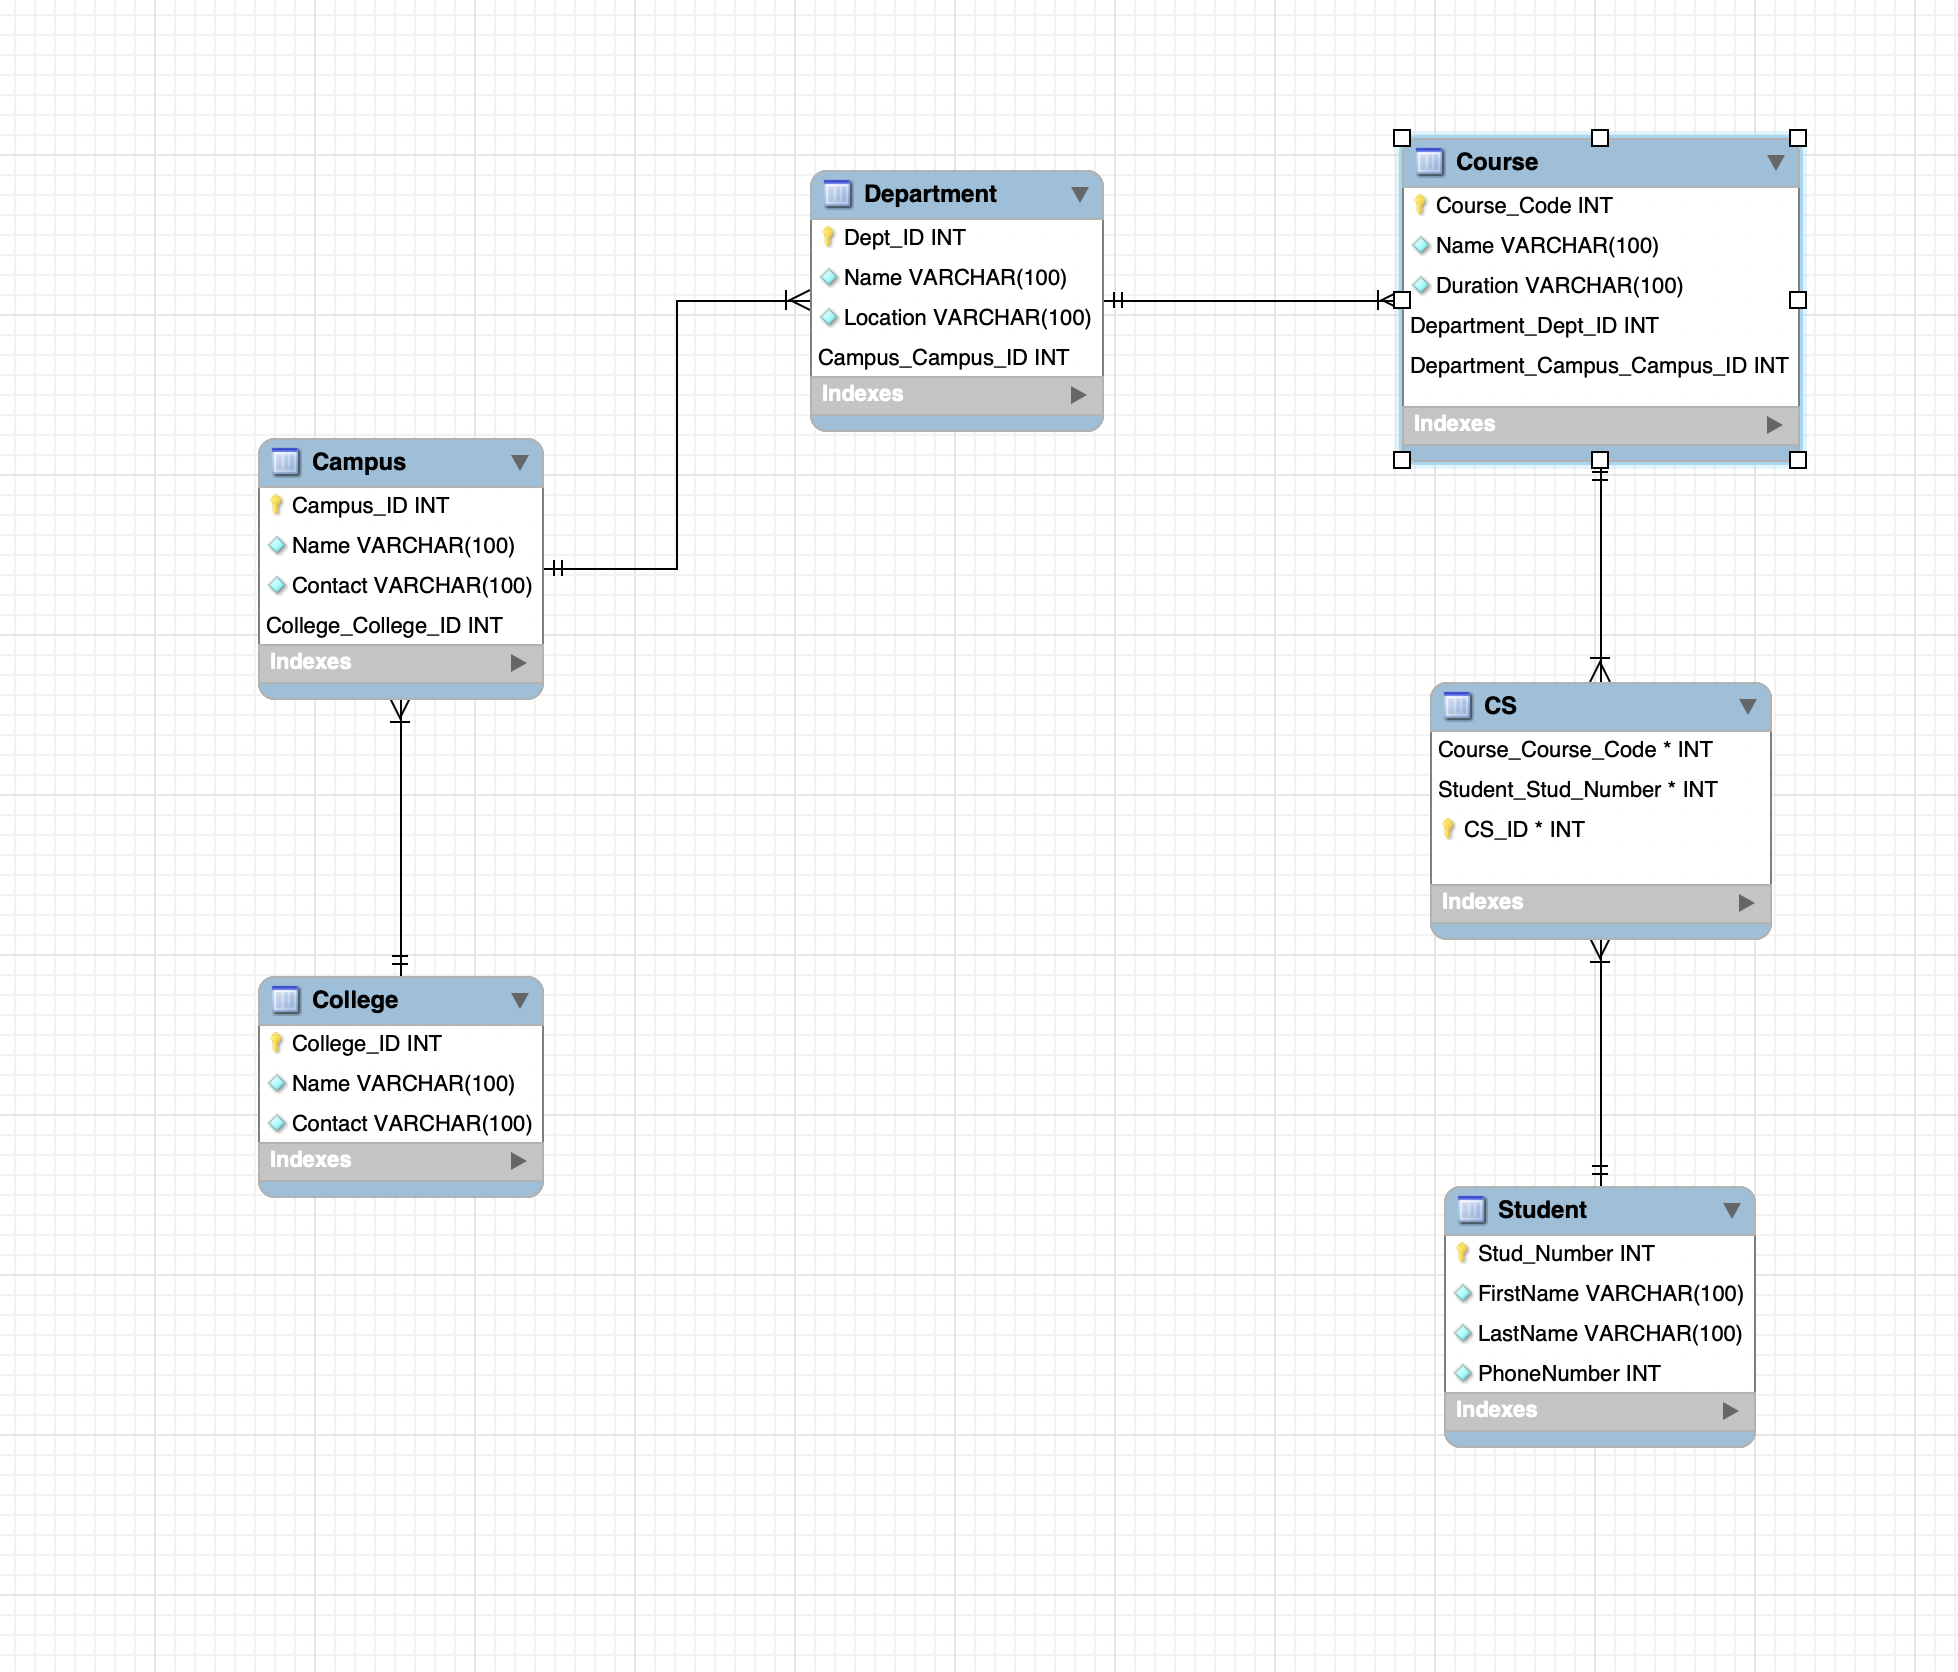 Department
Dept_ID INT
Name VARCHAR(100)
Location VARCHAR(100)
Campus_Campus_ID INT
Indexes
Course
Course_Code INT
Name VARCHAR(100)
Duration VARCHAR(100)
Department_Dept_ID INT
Department_Campus_Campus_ID INT
Indexes
Campus
Campus_ID INT
Name VARCHAR(100)
Contact VARCHAR(100)
College_College_ID INT
Indexes
CS
Course_Course_Code * INT
Student_Stud_Number * INT
CS_ID * INT
Indexes
College
College_ID INT
Name VARCHAR(100)
Contact VARCHAR(100)
Indexes
Student
Stud_Number INT
FirstName VARCHAR(100)
LastName VARCHAR(100)
PhoneNumber INT
Indexes